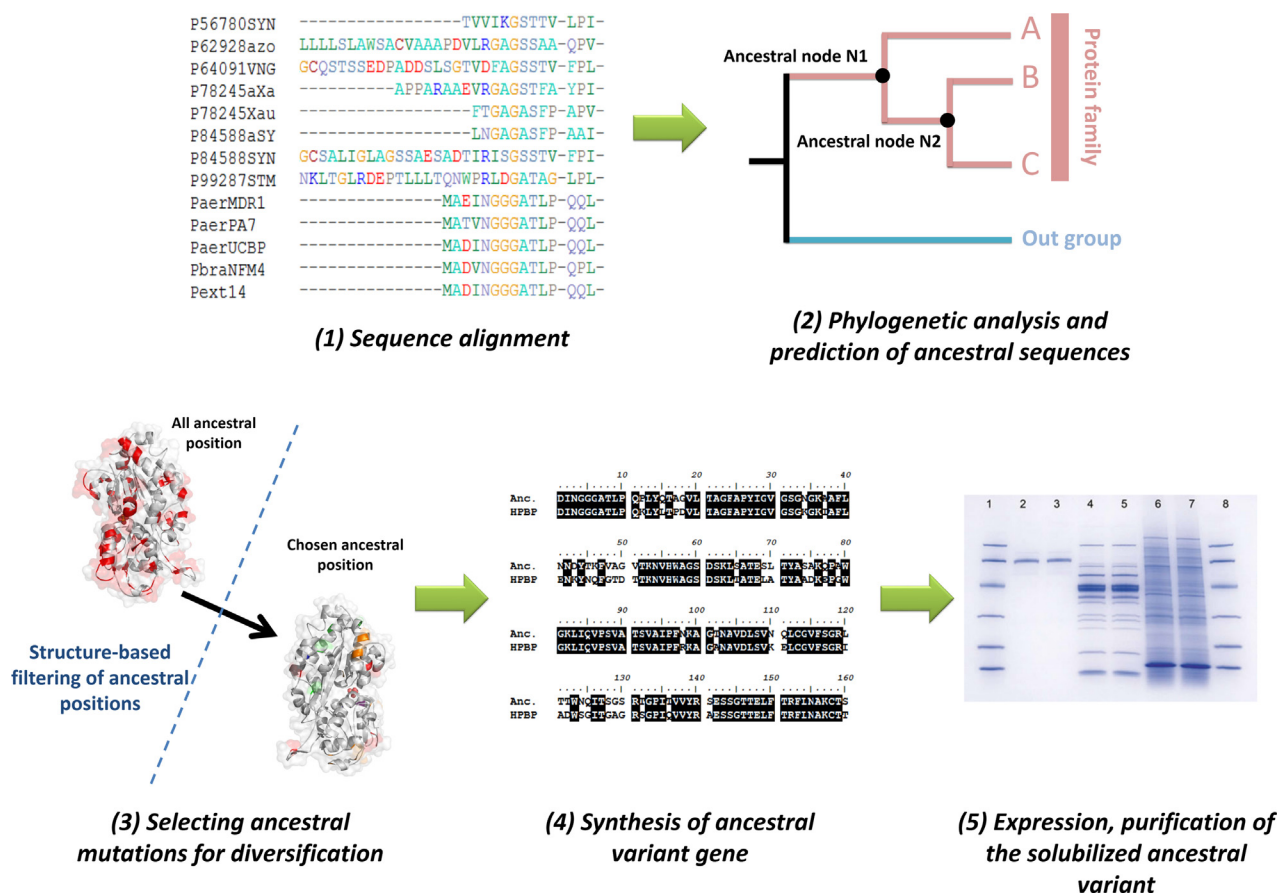 P56780SYN ----------------TVVIKGSTTV-LPI-
P62928azo LLLLSLAWSACVAAAPDVLRGAGSSAA-QPV-
P64091VNG GCQSTSSEDPADDSLSGTVDFAGSSTV-FPL-
P78245aXa ---------APPARAAEVRGAGSTFA-YPI-
P78245Xau -----------------FTGAGASFP-APV-
P84588aSY -----------------LNGAGASFP-AAI-
P84588SYN GCSALIGLAGSSAESADTIRISGSSTV-FPI-
P99287STM NKLTGLRDEPTLLLTQNWPRLDGATAG-LPL-
PaerMDR1 --------------MAEINGGGATLP-QQL-
PaerPA7 --------------MATVNGGGATLP-QQL-
PaerUCBP --------------MADINGGGATLP-QQL-
PbraNFM4 --------------MADVNGGGATLP-QPL-
Pext14 --------------MADINGGGATLP-QQL-
(1) Sequence alignment
Ancestral node N1
Ancestral node N2
A
B
C
Protein family
Out group
(2) Phylogenetic analysis and
prediction of ancestral sequences
All ancestral
position
Chosen ancestral
position
Structure-based
filtering of ancestral
positions
(3) Selecting ancestral
mutations for diversification
10 20 30 40
Anc.
HPBP
50 60 70 80
Anc.
HPBP
90 100 110 120
Anc.
HPBP
130 140 150 160
Anc.
HPBP
(4) Synthesis of ancestral
variant gene
1 2 3 4 5 6 7 8
(5) Expression, purification of
the solubilized ancestral
variant